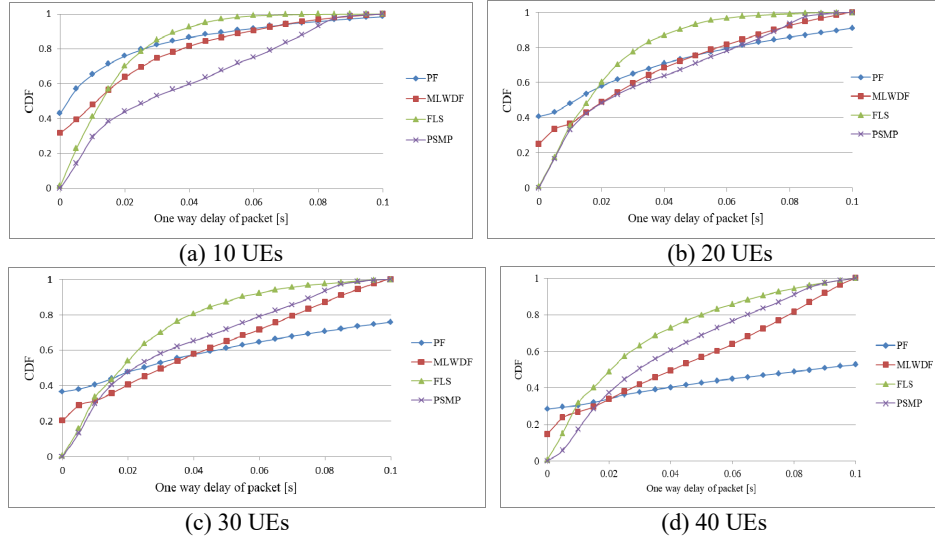 1
0.8
0.6
0.4
0.2
0
CDF
0 0.02 0.04 0.06 0.08 0.1
One way delay of packet [s]
PF
MLWDF
FLS
PSMP
(a) 10 UEs
1
0.8
0.6
0.4
0.2
0
CDF
0 0.02 0.04 0.06 0.08 0.1
One way delay of packet [s]
PF
MLWDF
FLS
PSMP
(b) 20 UEs
1
0.8
0.6
0.4
0.2
0
CDF
0 0.02 0.04 0.06 0.08 0.1
One way delay of packet [s]
PF
MLWDF
FLS
PSMP
(c) 30 UEs
1
0.8
0.6
0.4
0.2
0
CDF
0 0.02 0.04 0.06 0.08 0.1
One way delay of packet [s]
PF
MLWDF
FLS
PSMP
(d) 40 UEs